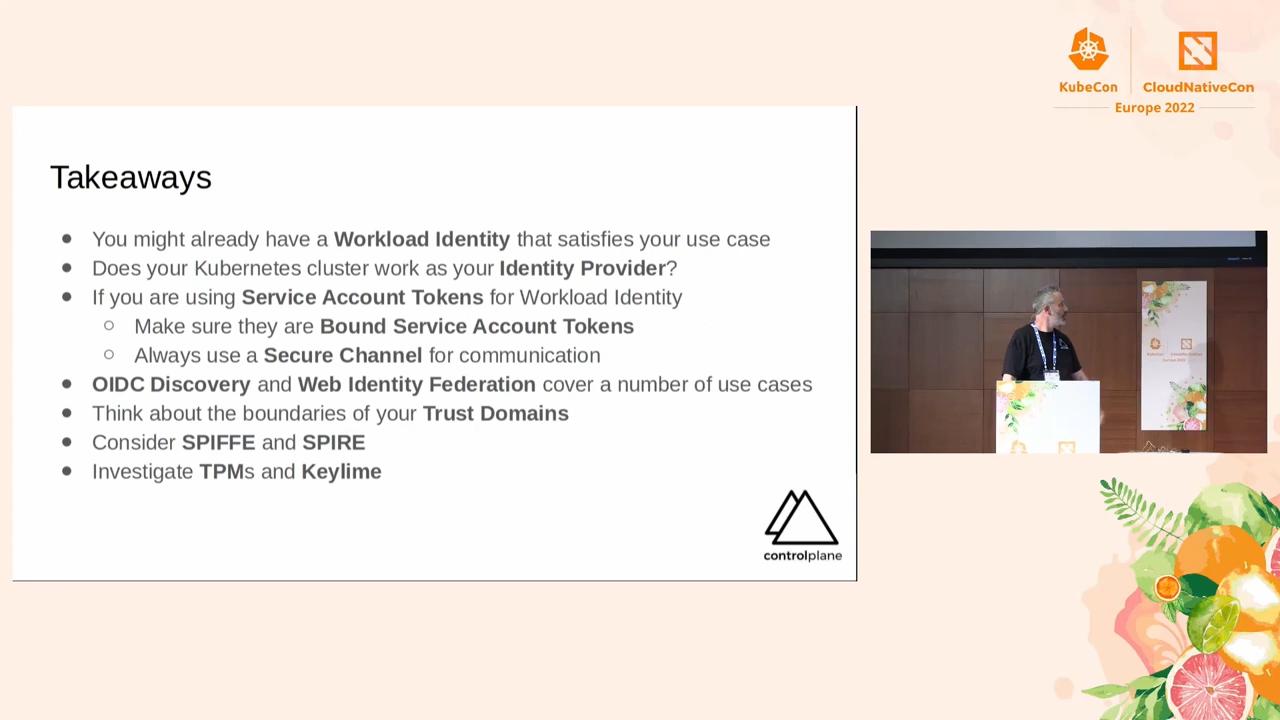 KubeCon
CloudNativeCon
Europe 2022
Takeaways
You might already have a Workload Identity that satisfies your use case
Does your Kubernetes cluster work as your Identity Provider?
If you are using Service Account Tokens for Workload Identity
Make sure they are Bound Service Account Tokens
Always use a Secure Channel for communication
OIDC Discovery and Web Identity Federation cover a number of use cases
Think about the boundaries of your Trust Domains
Consider SPIFFE and SPIRE
Investigate TPMs and Keylime
controlplane